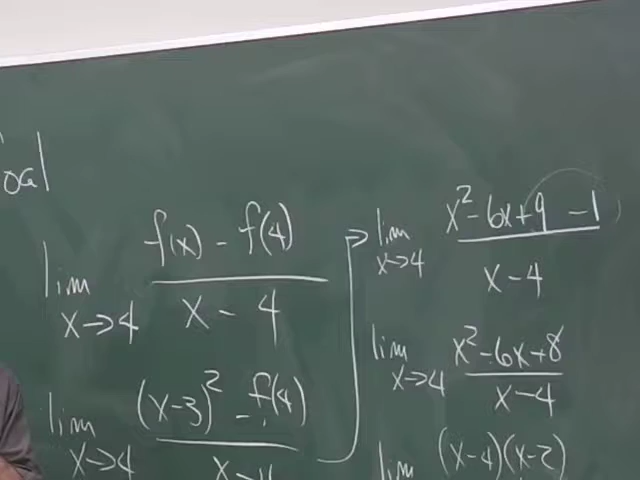 oal
lim x→4 f(x) - f(4) / x - 4
lim x→4 (x-3)² - f(4) / x-4
lim x→4 x² - 6x + 9 - 1 / x - 4
lim x→4 x² - 6x + 8 / x - 4
lim (x-4)(x-2)